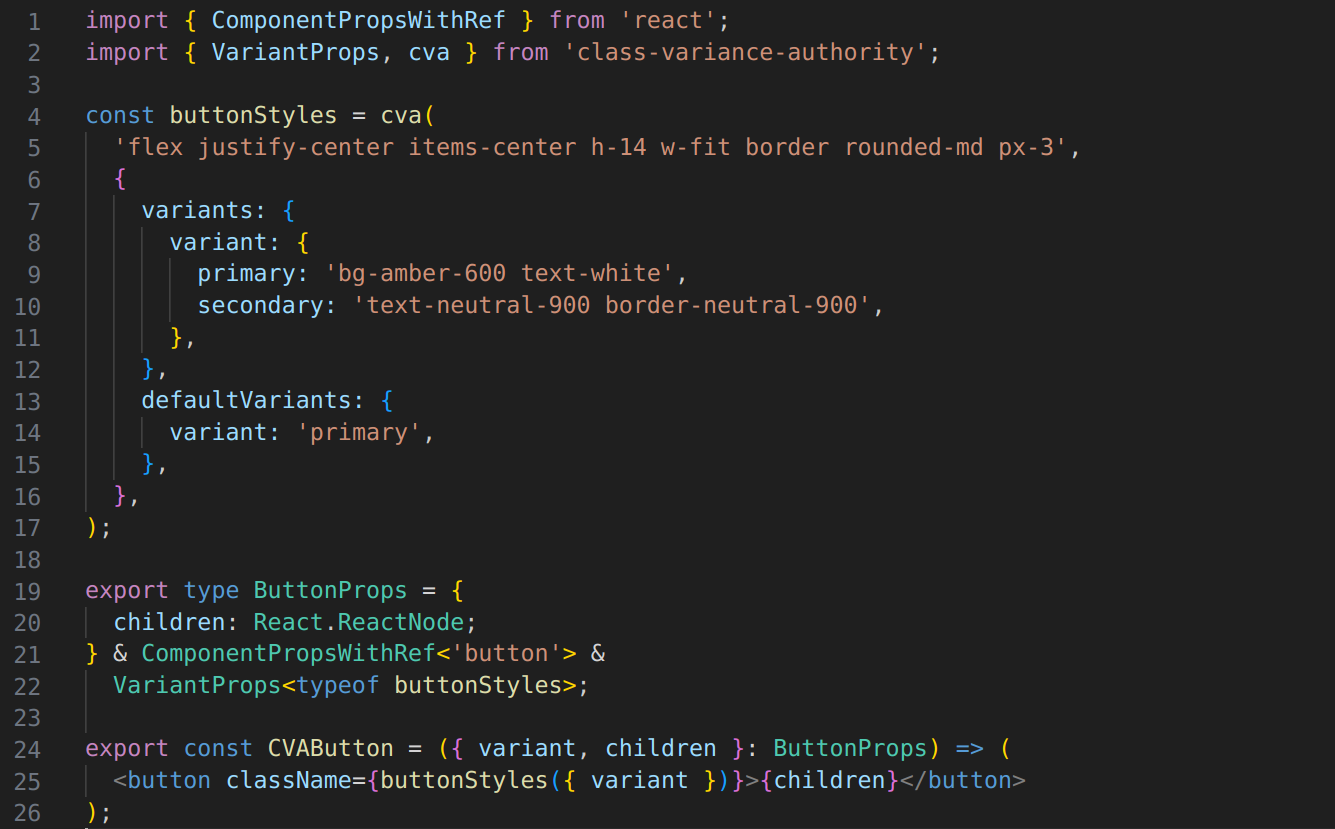 1 import { ComponentPropsWithRef } from 'react';
2 import { VariantProps, cva } from 'class-variance-authority';
3
4 const buttonStyles = cva(
5   'flex justify-center items-center h-14 w-fit border rounded-md px-3',
6   {
7     variants: {
8       variant: {
9         primary: 'bg-amber-600 text-white',
10         secondary: 'text-neutral-900 border-neutral-900',
11       },
12     },
13     defaultVariants: {
14       variant: 'primary',
15     },
16   },
17 );
18
19 export type ButtonProps = {
20   children: React.ReactNode;
21 } & ComponentPropsWithRef<'button'> &
22   VariantProps<typeof buttonStyles>;
23
24 export const CVAButton = ({ variant, children }: ButtonProps) => (
25   <button className={buttonStyles({ variant })}>{children}</button>
26 );